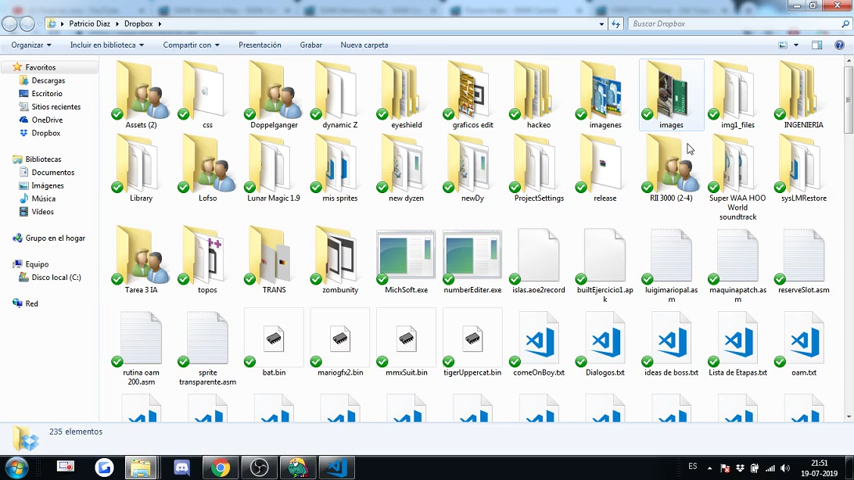 Patricio Diaz ▸ Dropbox ▸
Buscar Dropbox
Organizar
Incluir en biblioteca
Compartir con
Presentación
Grabar
Nueva carpeta
Favoritos
Descargas
Escritorio
Sitios recientes
OneDrive
Dropbox
Bibliotecas
Documentos
Imágenes
Música
Vídeos
Grupo en el hogar
Equipo
Disco local (C:)
Red
Assets (2)
css
Doppelganger
dynamic Z
eyeshield
graficos edit
hackeo
imagenes
images
img1_files
INGENIERIA
Library
Lofso
Lunar Magic 1.9
mis sprites
new dyzen
newDy
ProjectSettings
release
RII 3000 (2-4)
Super WAA HOO
World
soundtrack
sysLMRestore
Tarea 3 IA
topos
TRANS
zombunity
MichSoft.exe
numberEditer.exe
islas.aoe2record
builtEjercicio1.ap
k
luigimariopal.as
m
maquinapatch.as
m
reserveSlot.asm
rutina oam
200.asm
sprite
transparente.asm
bat.bin
mariogfx2.bin
mmxSuit.bin
tigerUppercat.bin
comeOnBoy.txt
Dialogos.txt
ideas de boss.txt
Lista de Etapas.txt
oam.txt
235 elementos
ES
21:51
19-07-2019